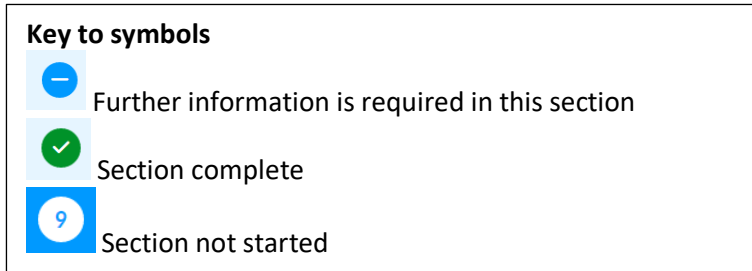 Key to symbols
Further information is required in this section
Section complete
9
Section not started